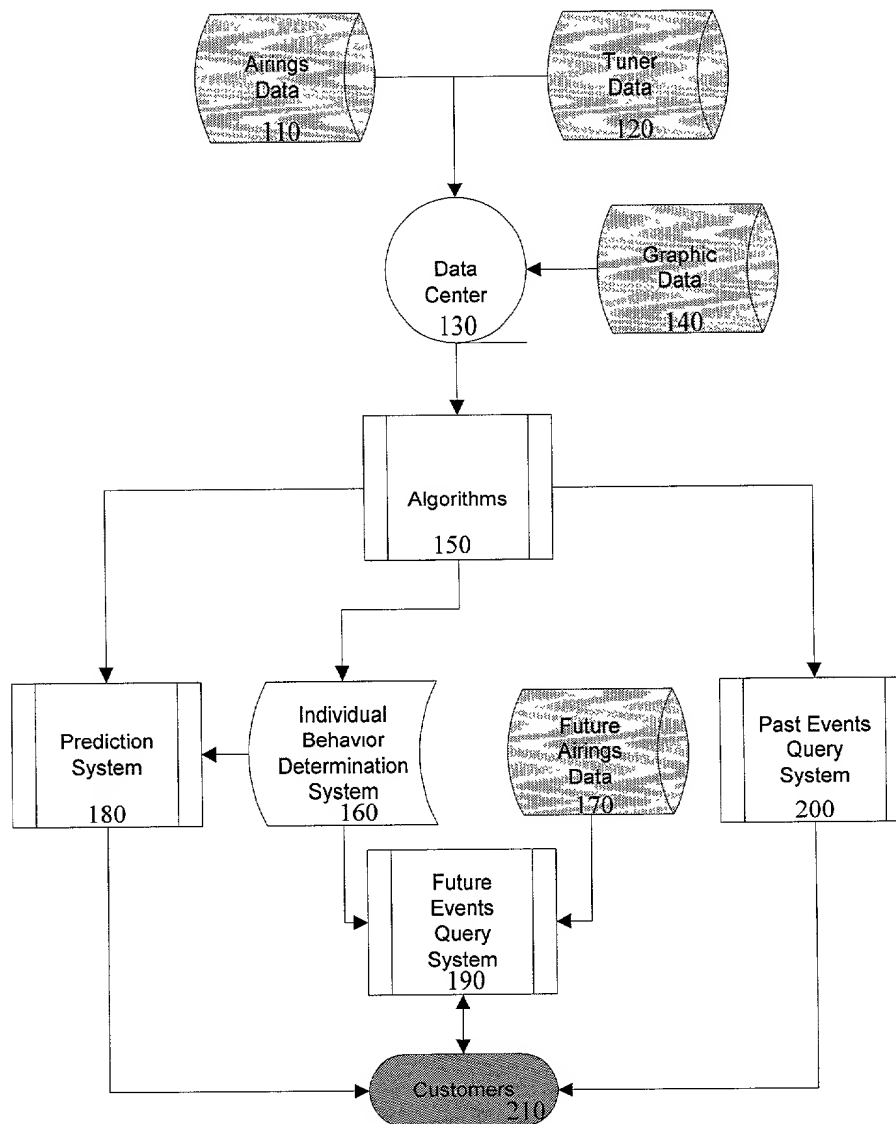 Airings
Data
110
Tuner
Data
120
Data
Center
130
Graphic
Data
140
Algorithms
150
Prediction
System
180
Individual
Behavior
Determination
System
160
Future
Airings
Data
170
Past Events
Query
System
200
Future
Events
Query
System
190
Customers
210